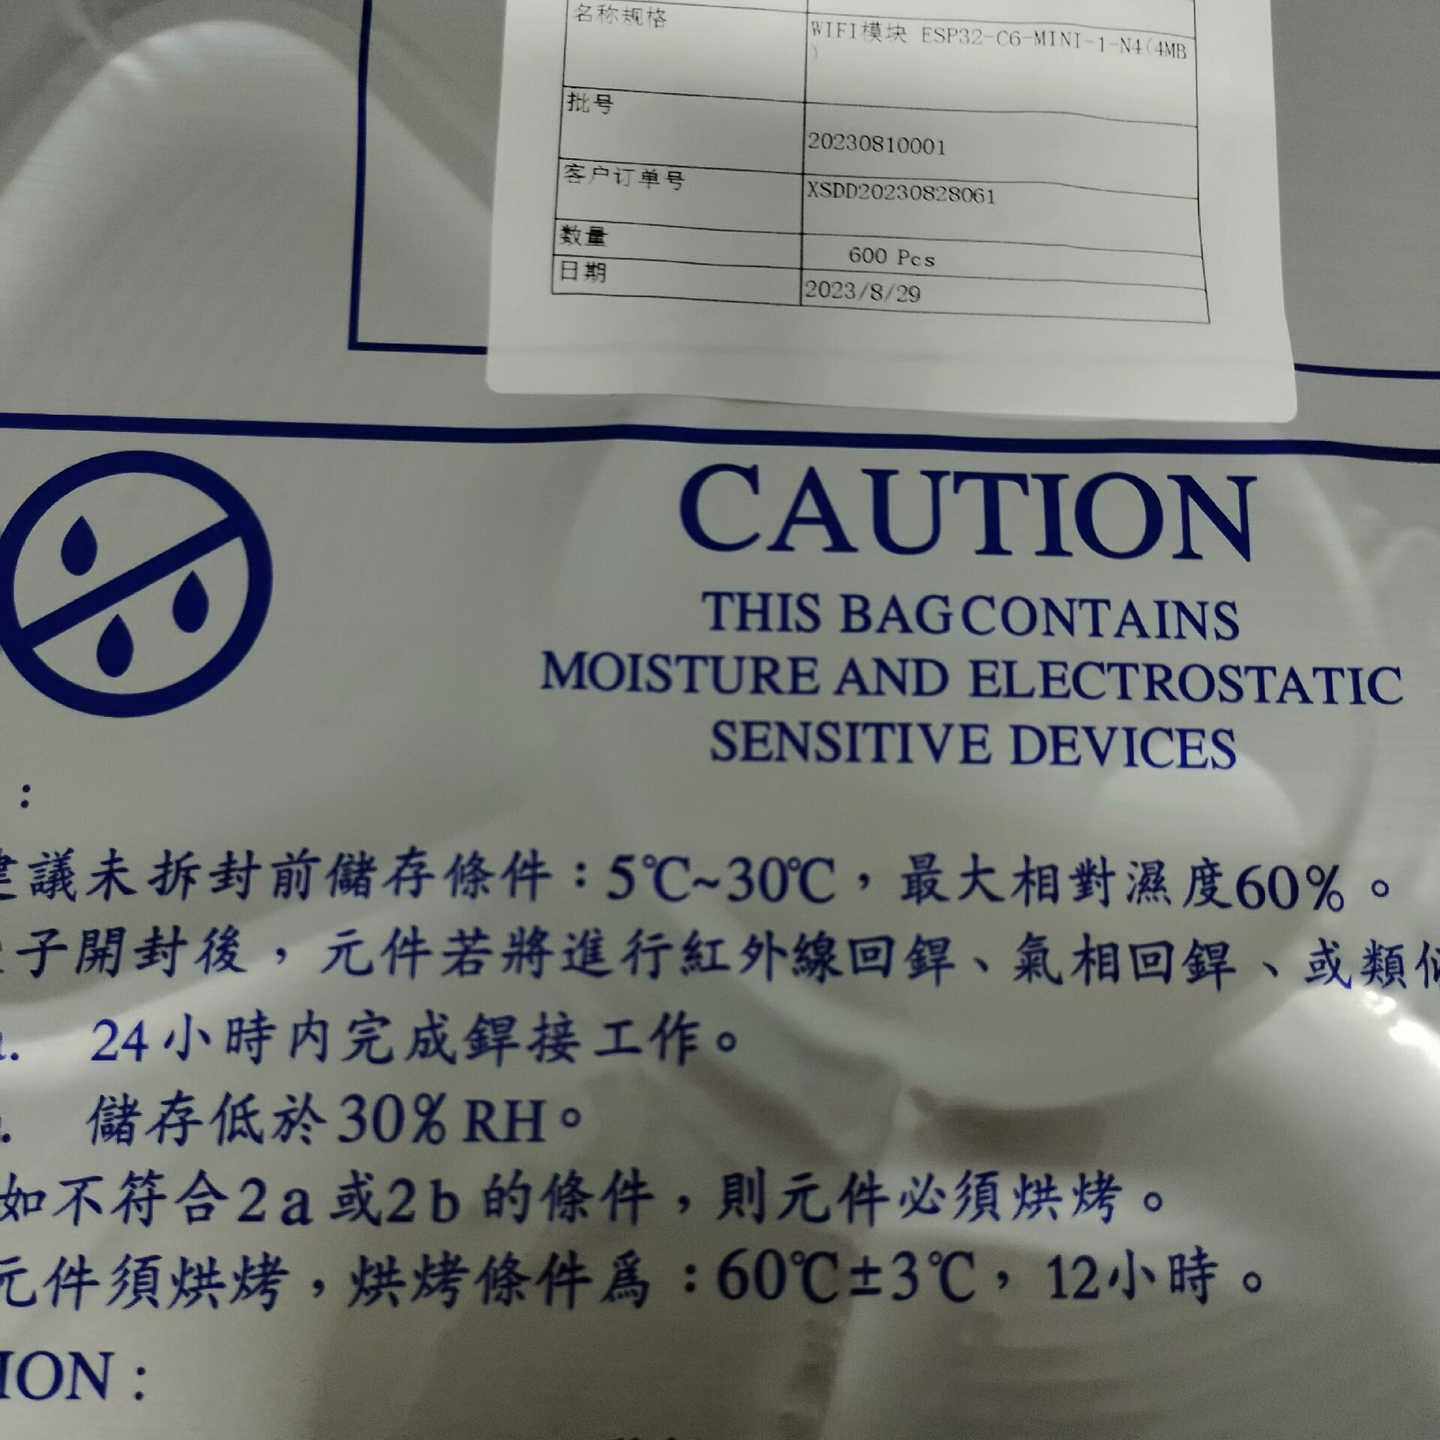 名称规格
WIFI模块 ESP32-C6-MINI-1-N4(4MB
)
批号
20230810001
客户订单号
XSDD20230828061
数量
600 Pcs
日期
2023/8/29
CAUTION
THIS BAG CONTAINS
MOISTURE AND ELECTROSTATIC
SENSITIVE DEVICES
:
建議未拆封前儲存條件：5℃~30℃，最大相對濕度60%。
子開封後，元件若將進行紅外線回銲、氣相回銲、或類
24小時内完成銲接工作。
儲存低於30% RH。
如不符合2a或2b的條件，則元件必須烘烤。
元件須烘烤，烘烤條件爲：60℃±3℃，12小時。
ION :